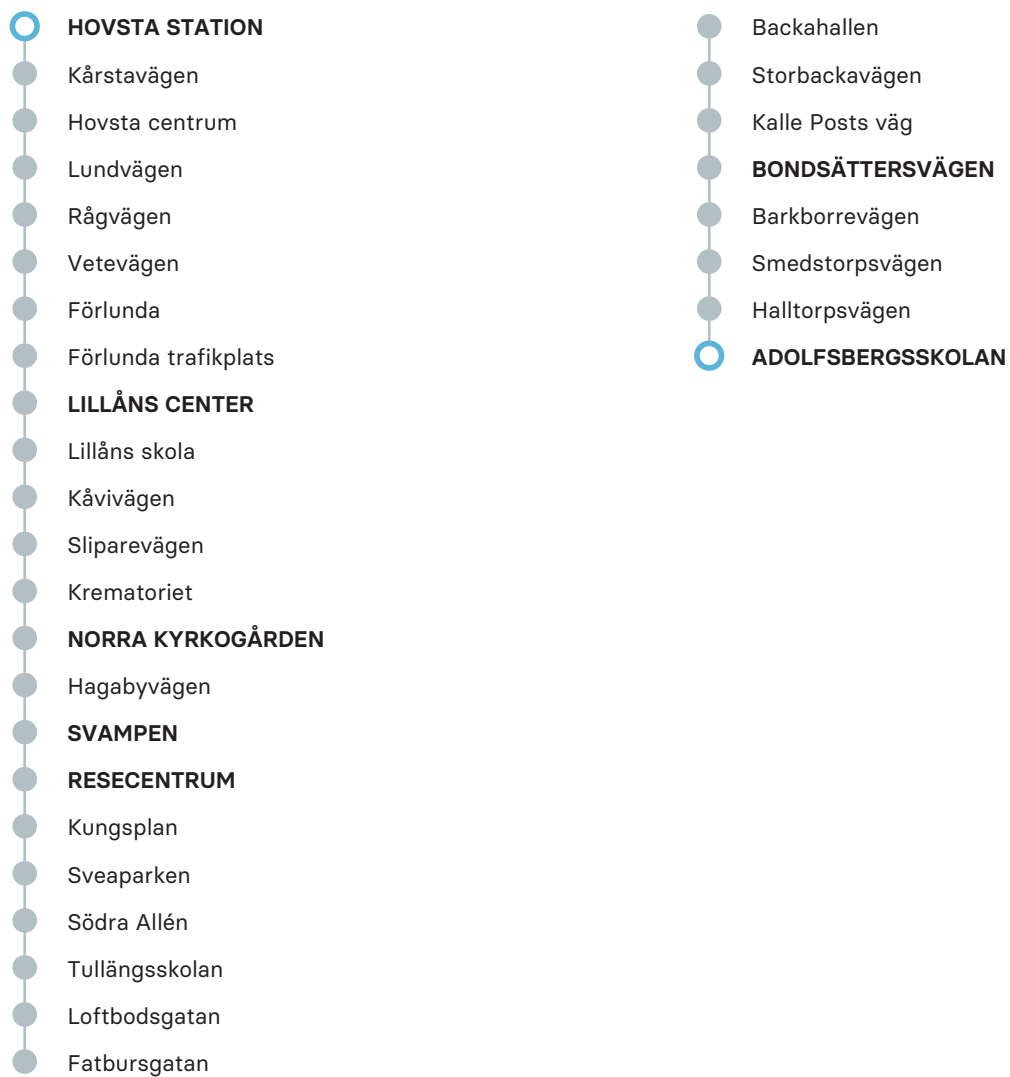 HOVSTA STATION
Kårstavägen
Hovsta centrum
Lundvägen
Rågvägen
Vetevägen
Förlunda
Förlunda trafikplats
LILLÅNS CENTER
Lillåns skola
Kåvivägen
Sliparevägen
Krematoriet
NORRA KYRKOGÅRDEN
Hagabyvägen
SVAMPEN
RESECENTRUM
Kungsplan
Sveaparken
Södra Allén
Tullängsskolan
Loftbodsgatan
Fatbursgatan
Backahallen
Storbackavägen
Kalle Posts väg
BONDSÄTTERSVÄGEN
Barkborrevägen
Smedstorpsvägen
Halltorpsvägen
ADOLFSBERGSSKOLAN